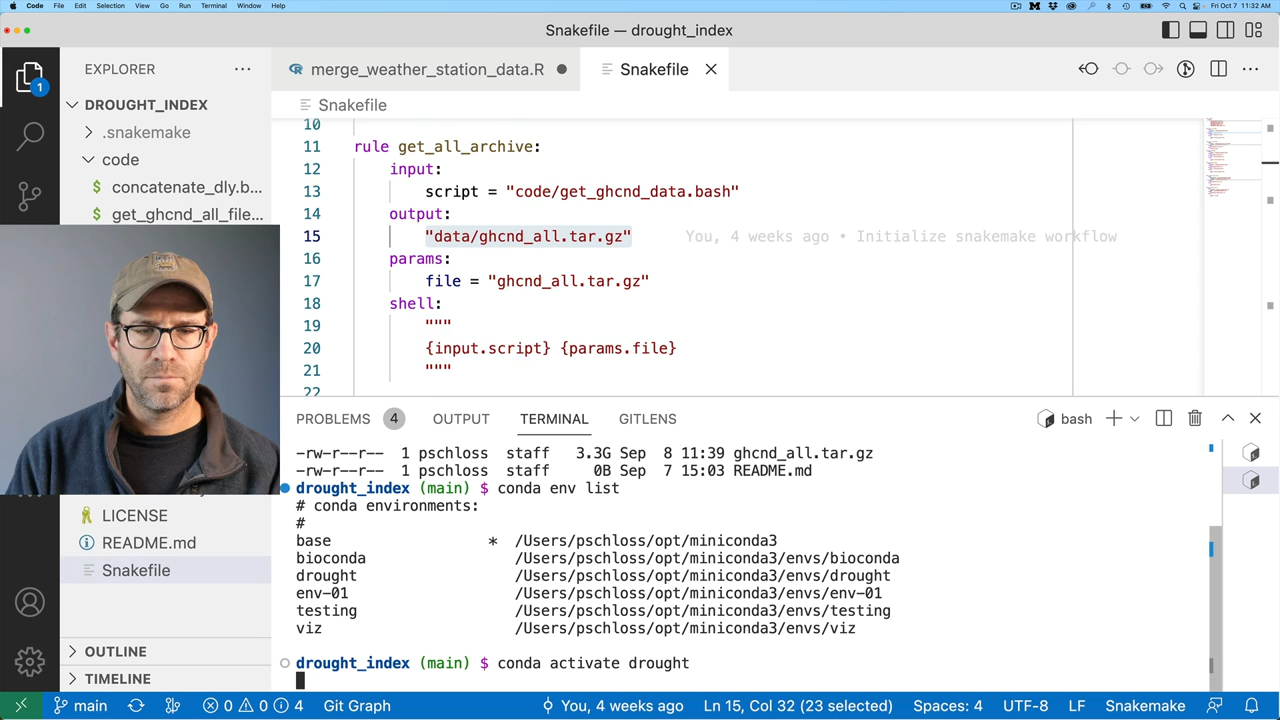 Code File Edit Selection View Go Run Terminal Window Help Fri Oct 7 11:32 AM
Snakefile — drought_index
EXPLORER ...
merge_weather_station_data.R
Snakefile
1
DROUGHT_INDEX
.snakemake
code
$ concatenate_dly.b...
$ get_ghcnd_all_file...
LICENSE
README.md
Snakefile
OUTLINE
TIMELINE
Snakefile
10
11 rule get_all_archive:
12 input:
13 script = "code/get_ghcnd_data.bash"
14 output:
15 "data/ghcnd_all.tar.gz" You, 4 weeks ago • Initialize snakemake workflow
16 params:
17 file = "ghcnd_all.tar.gz"
18 shell:
19 """
20 {input.script} {params.file}
21 """
22
PROBLEMS 4 OUTPUT TERMINAL GITLENS bash
-rw-r--r-- 1 pschloss staff 3.3G Sep 8 11:39 ghcnd_all.tar.gz
-rw-r--r-- 1 pschloss staff 0B Sep 7 15:03 README.md
drought_index (main) $ conda env list
# conda environments:
#
base * /Users/pschloss/opt/miniconda3
bioconda /Users/pschloss/opt/miniconda3/envs/bioconda
drought /Users/pschloss/opt/miniconda3/envs/drought
env-01 /Users/pschloss/opt/miniconda3/envs/env-01
testing /Users/pschloss/opt/miniconda3/envs/testing
viz /Users/pschloss/opt/miniconda3/envs/viz
drought_index (main) $ conda activate drought
main 0 0 4 Git Graph You, 4 weeks ago Ln 15, Col 32 (23 selected) Spaces: 4 UTF-8 LF Snakemake